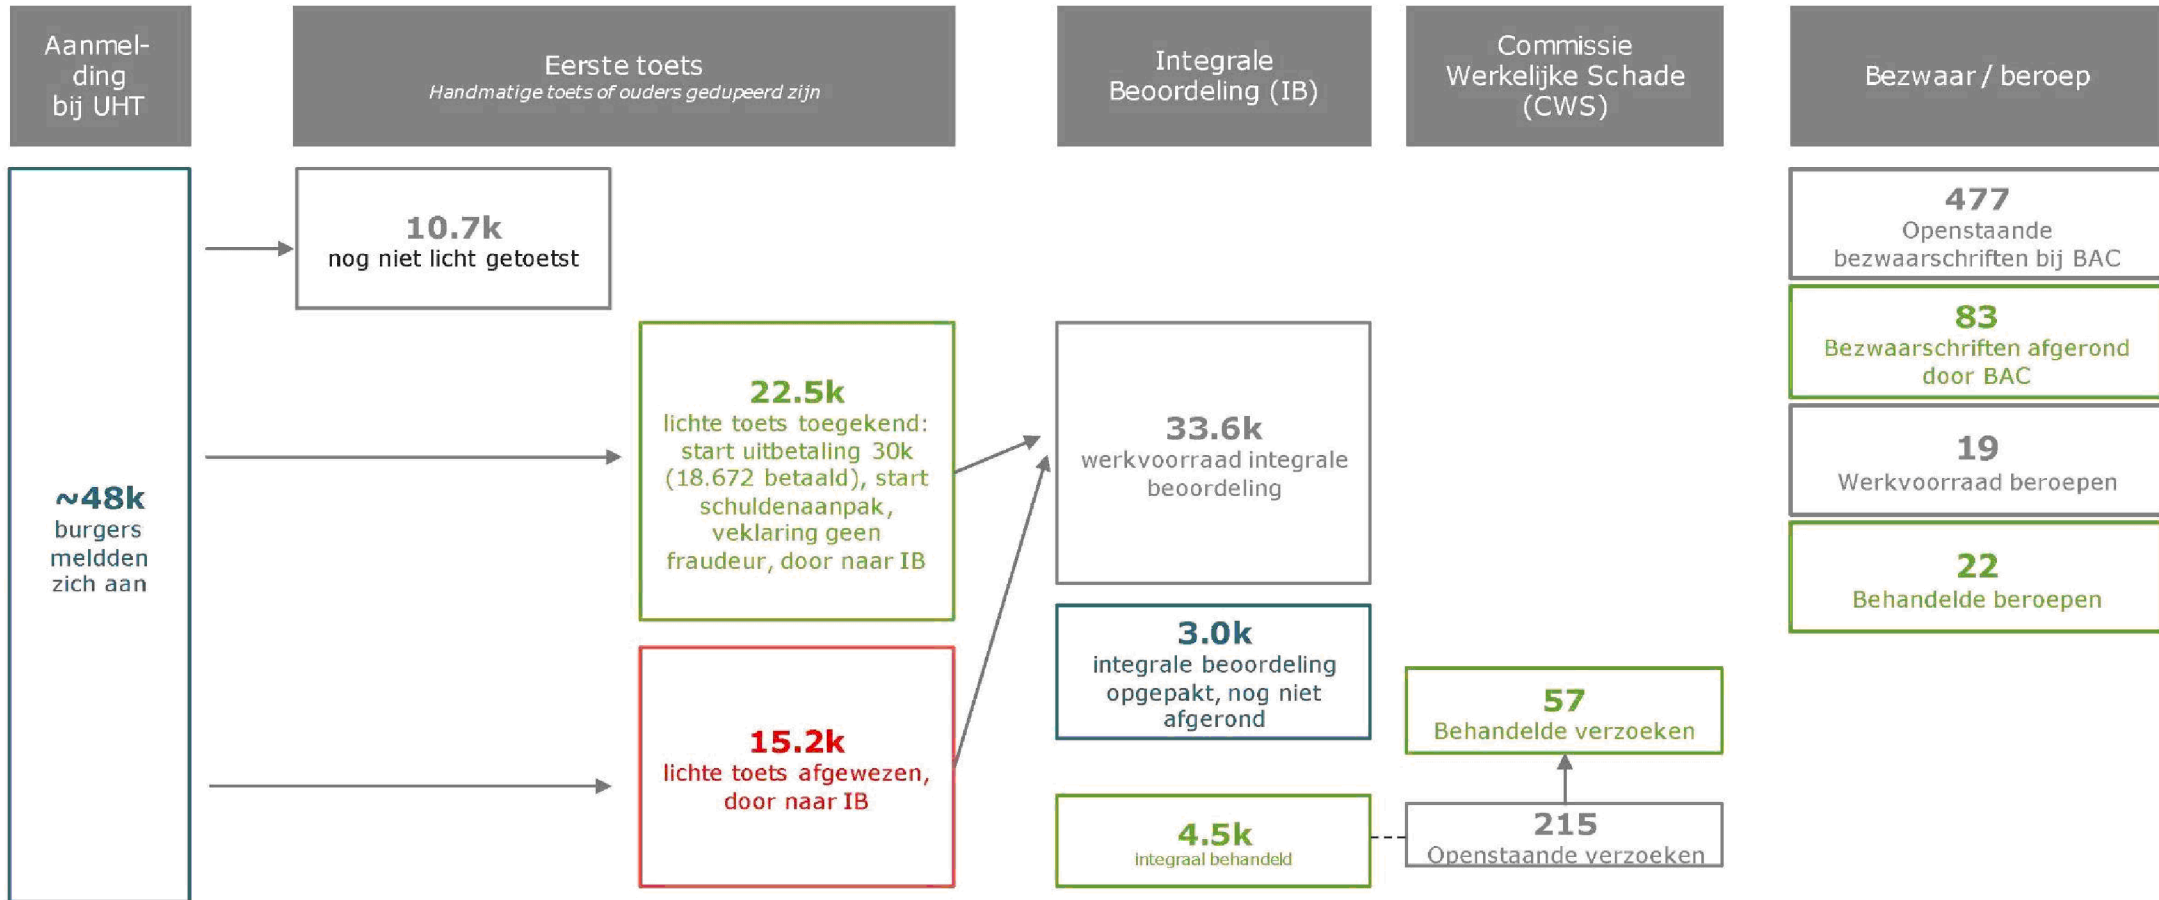 Aanmel-
ding
bij UHT
Eerste toets
Handmatige toets of ouders gedupeerd zijn
Integrale
Beoordeling (IB)
Commissie
Werkelijke Schade
(CWS)
Bezwaar / beroep
~48k
burgers
meldden
zich aan
10.7k
nog niet licht getoetst
22.5k
lichte toets toegekend:
start uitbetaling 30k
(18.672 betaald), start
schuldenaanpak,
veklaring geen
fraudeur, door naar IB
15.2k
lichte toets afgewezen,
door naar IB
33.6k
werkvoorraad integrale
beoordeling
3.0k
integrale beoordeling
opgepakt, nog niet
afgerond
4.5k
integraal behandeld
57
Behandelde verzoeken
215
Openstaande verzoeken
477
Openstaande
bezwaarschriften bij BAC
83
Bezwaarschriften afgerond
door BAC
19
Werkvoorraad beroepen
22
Behandelde beroepen